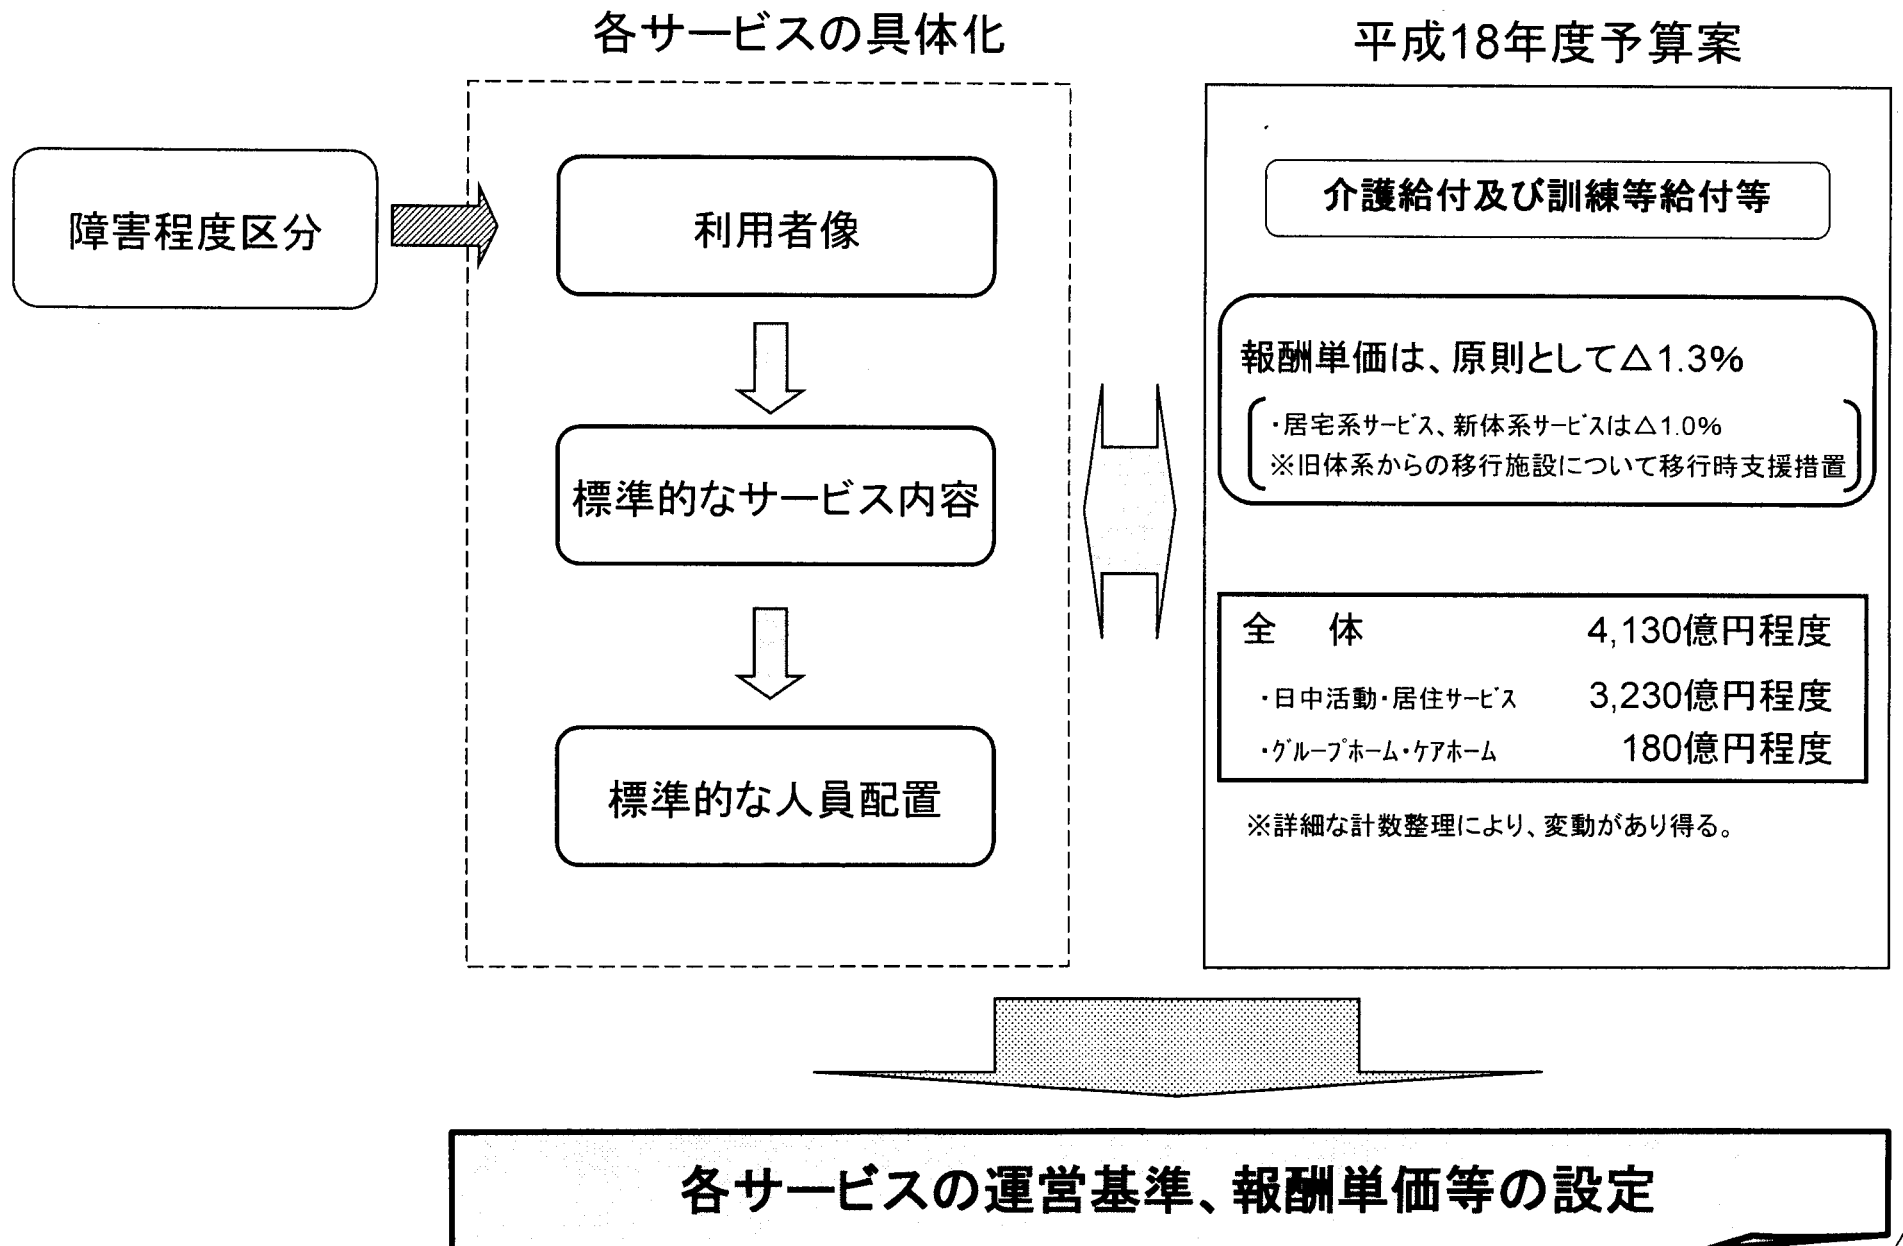 各サービスの具体化
平成18年度予算案
障害程度区分
利用者像
標準的なサービス内容
標準的な人員配置
介護給付及び訓練等給付等
報酬単価は、原則として△1.3%
・居宅系サービス、新体系サービスは△1.0%
※旧体系からの移行施設について移行時支援措置
全　体　4,130億円程度
・日中活動・居住サービス　3,230億円程度
・グループホーム・ケアホーム　180億円程度
※詳細な計数整理により、変動があり得る。
各サービスの運営基準、報酬単価等の設定